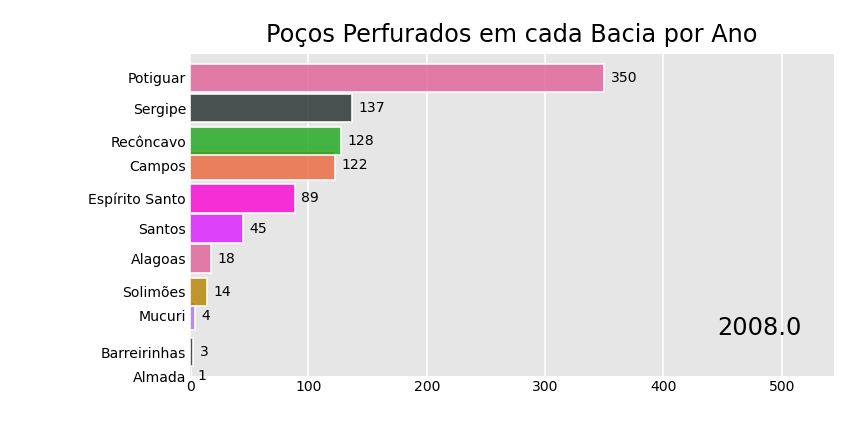 Poços Perfurados em cada Bacia por Ano
Potiguar 350
Sergipe 137
Recôncavo 128
Campos 122
Espírito Santo 89
Santos 45
Alagoas 18
Solimões 14
Mucuri 4
2008.0
Barreirinhas 3
Almada 1
0 100 200 300 400 500